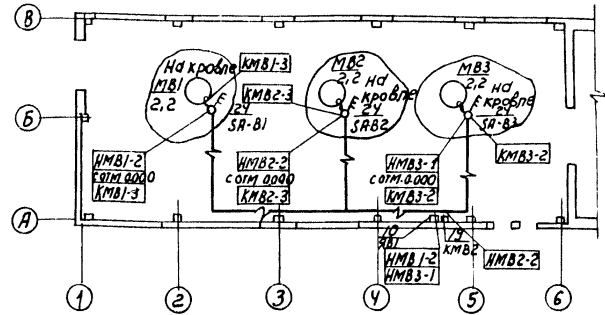 В
Б
А
1
2
3
4
5
6
На кровле
МВ1
2,2
КМВ1-3
24
SA-В1
НМВ1-2
с отм 0.000
КМВ1-3
МВ2
2,2
на
кровле
КМВ2-3
24
SAВ2
НМВ2-2
с отм 0.000
КМВ2-3
МВ3
2,2
на
кровле
24
SA-В3
КМВ3-2
НМВ3-1
с отм.0.000
КМВ3-2
10
НМВ1-2
НМВ3-1
19
КМВ2
НМВ2-2